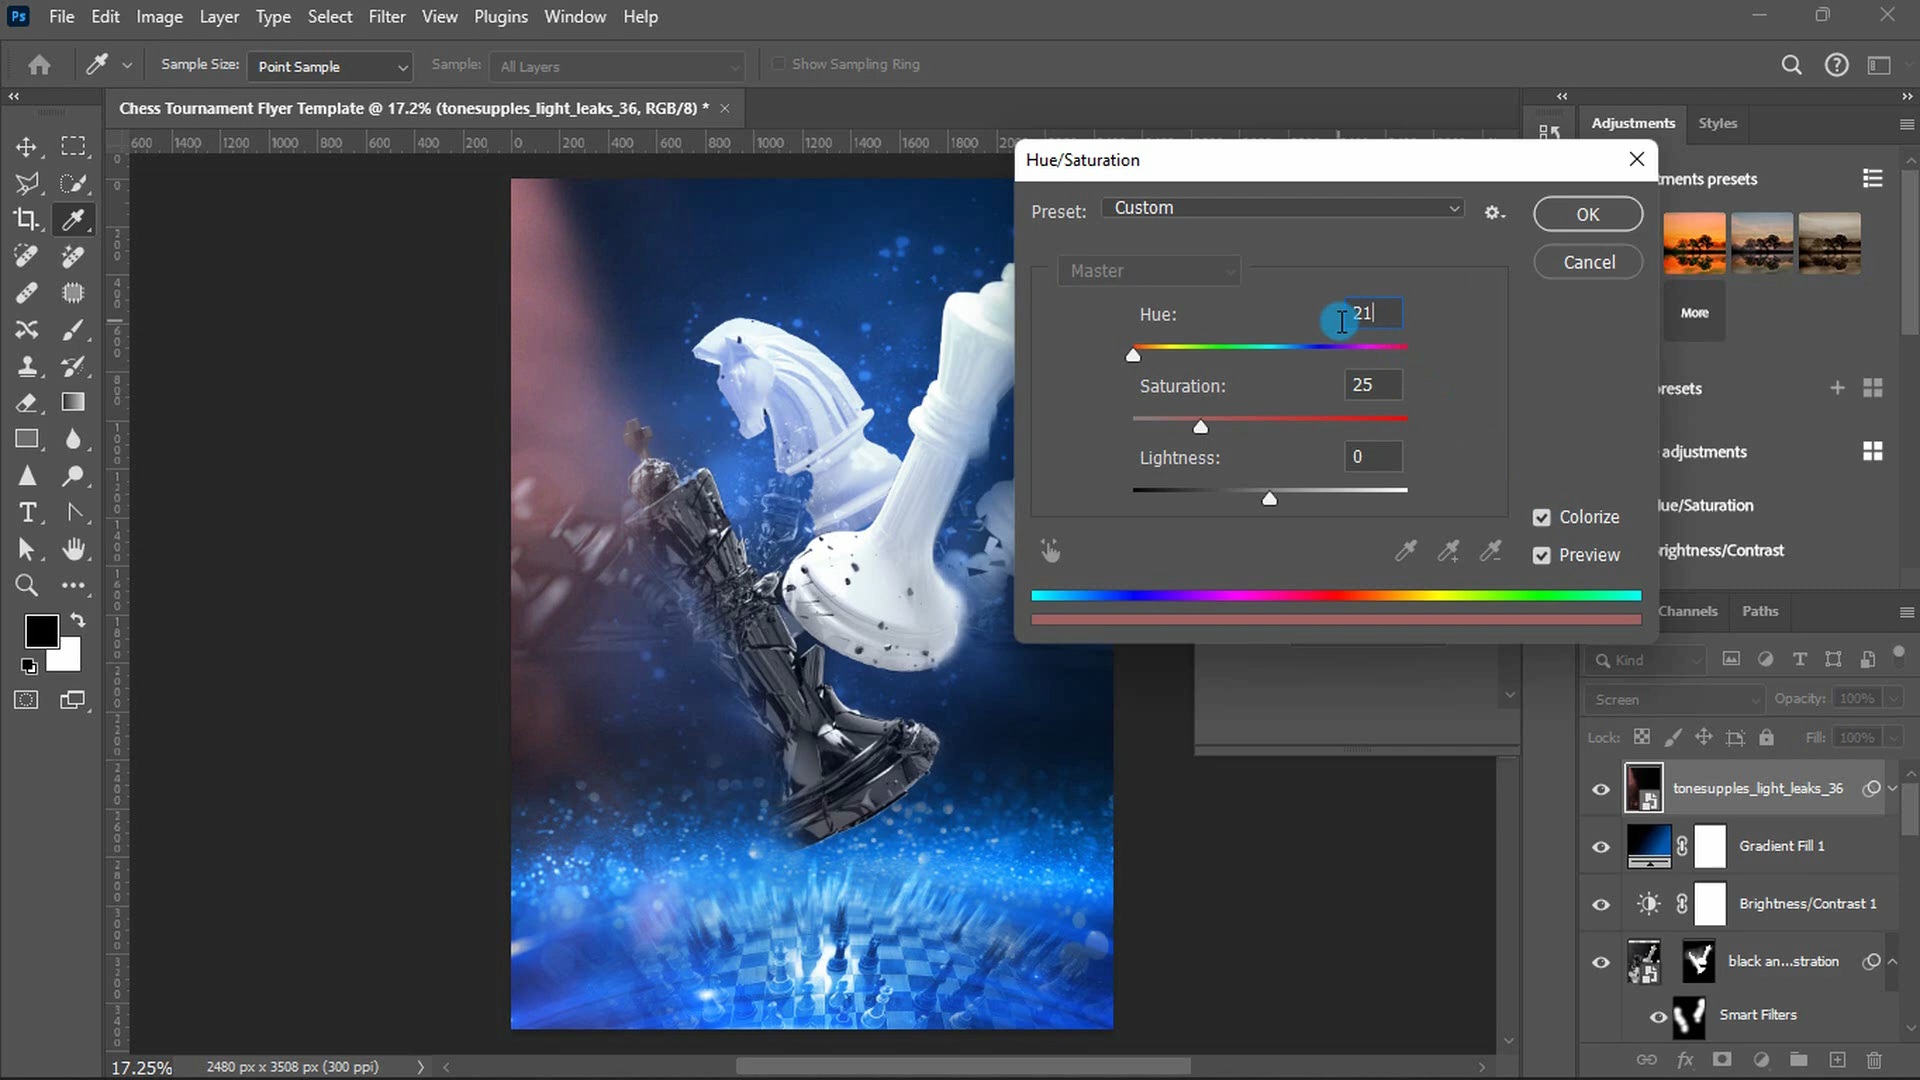 Ps File Edit Image Layer Type Select Filter View Plugins Window Help
Sample Size: Point Sample Sample: All Layers Show Sampling Ring
Chess Tournament Flyer Template @ 17.2% (tonesupples_light_leaks_36, RGB/8) *
Adjustments Styles
600 1400 1200 1000 800 600 400 200 0 200 400 600 800 1000 1200 1400 1600 1800
Hue/Saturation
tments presets
Preset: Custom
OK
Master
Cancel
Hue: 21
More
Saturation: 25
resets
Lightness: 0
adjustments
ue/Saturation
Colorize
rightness/Contrast
Preview
Channels Paths
Kind
Screen Opacity: 100%
Lock: Fill: 100%
tonesupples_light_leaks_36
Gradient Fill 1
Brightness/Contrast 1
black an...stration
Smart Filters
17.25% 2480 px x 3508 px (300 ppi)